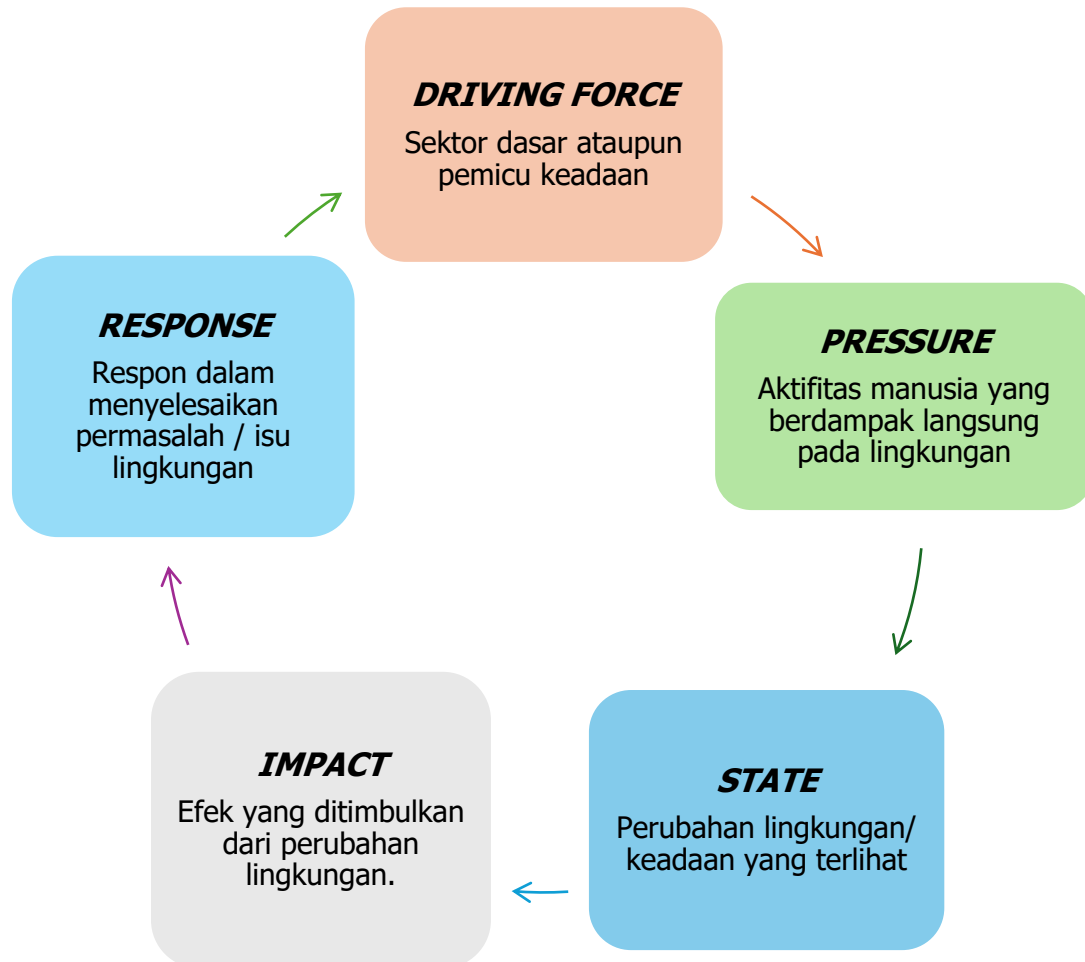 DRIVING FORCE
Sektor dasar ataupun
pemicu keadaan
PRESSURE
Aktifitas manusia yang
berdampak langsung
pada lingkungan
STATE
Perubahan lingkungan/
keadaan yang terlihat
IMPACT
Efek yang ditimbulkan
dari perubahan
lingkungan.
RESPONSE
Respon dalam
menyelesaikan
permasalah / isu
lingkungan